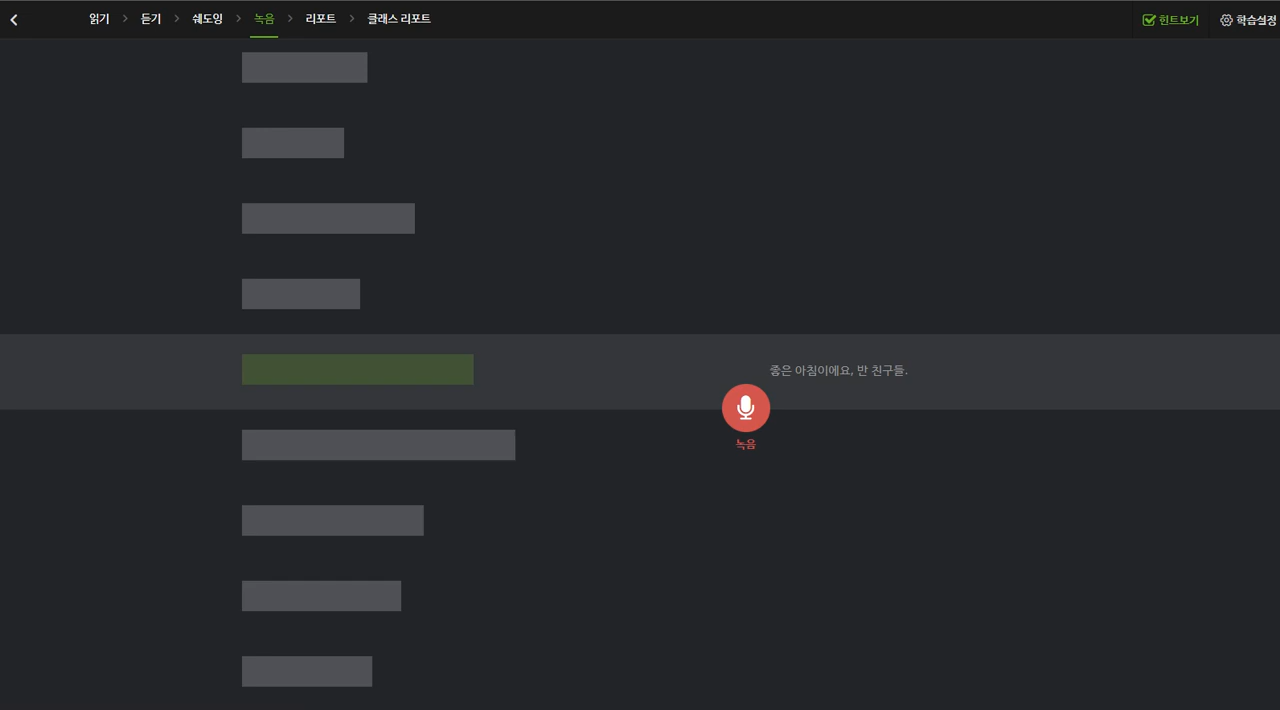 읽기 > 듣기 > 쉐도잉 > 녹음 > 리포트 > 클래스 리포트 힌트보기 학습설정
좋은 아침이에요, 반 친구들.
녹음